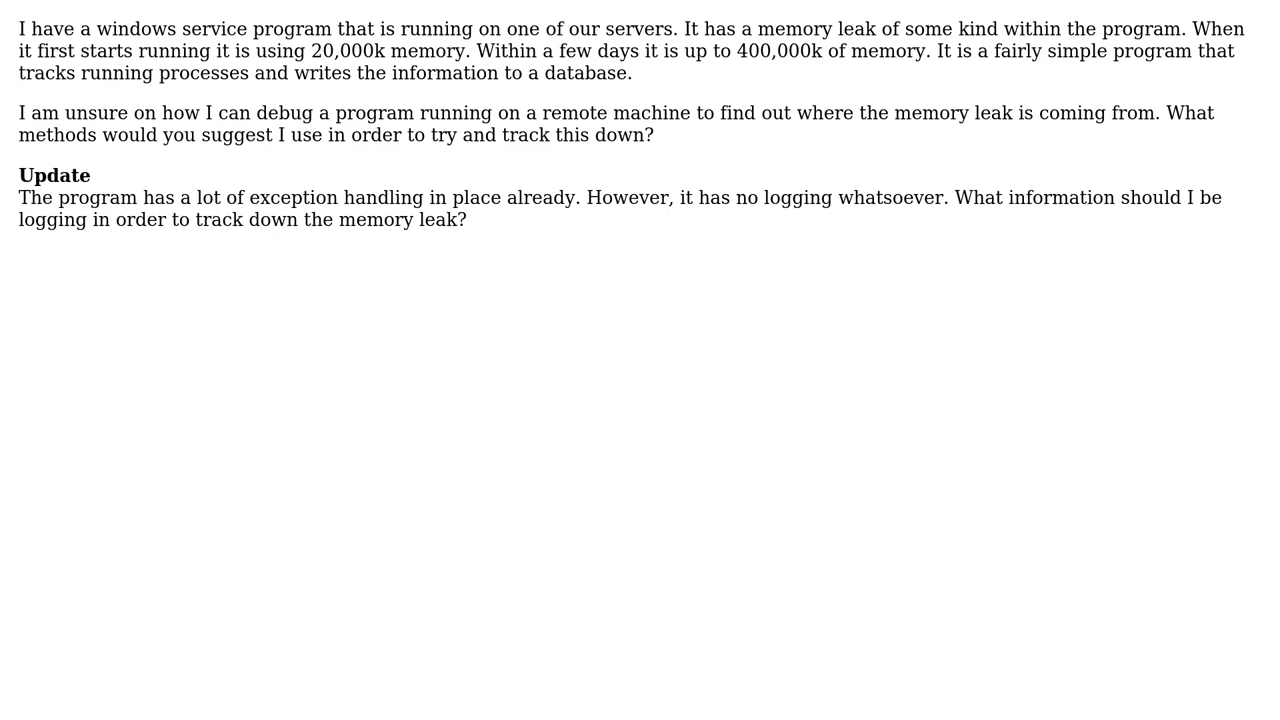 I have a windows service program that is running on one of our servers. It has a memory leak of some kind within the program. When
it first starts running it is using 20,000k memory. Within a few days it is up to 400,000k of memory. It is a fairly simple program that
tracks running processes and writes the information to a database.
I am unsure on how I can debug a program running on a remote machine to find out where the memory leak is coming from. What
methods would you suggest I use in order to try and track this down?
Update
The program has a lot of exception handling in place already. However, it has no logging whatsoever. What information should I be
logging in order to track down the memory leak?